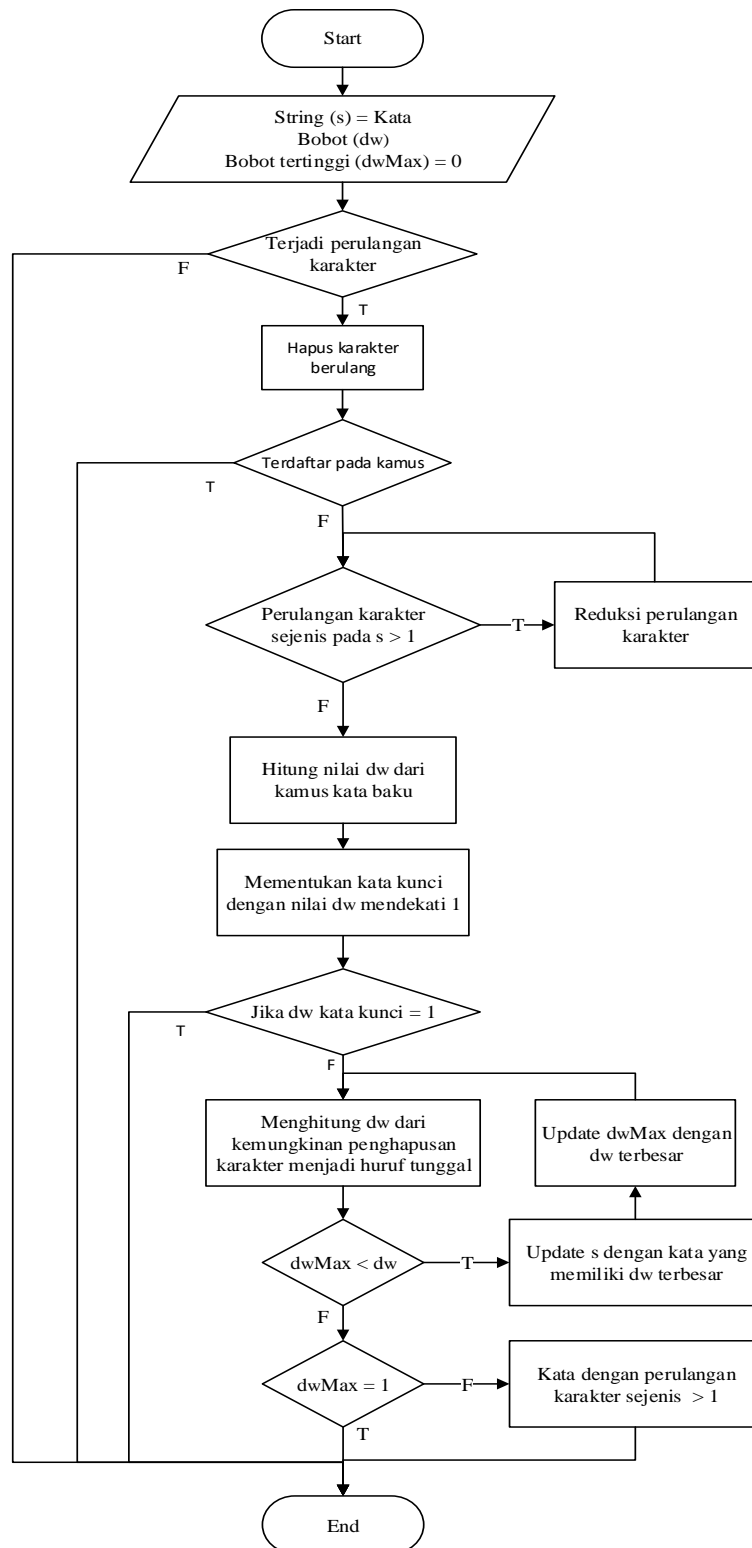 Start
String (s) = Kata
Bobot (dw)
Bobot tertinggi (dwMax) = 0
Terjadi perulangan
karakter
F
T
Hapus karakter
berulang
Terdaftar pada kamus
T
F
Perulangan karakter
sejenis pada s > 1
T
Reduksi perulangan
karakter
F
Hitung nilai dw dari
kamus kata baku
Mementukan kata kunci
dengan nilai dw mendekati 1
Jika dw kata kunci = 1
T
F
Menghitung dw dari
kemungkinan penghapusan
karakter menjadi huruf tunggal
Update dwMax dengan
dw terbesar
dwMax < dw
T
Update s dengan kata yang
memiliki dw terbesar
F
dwMax = 1
F
Kata dengan perulangan
karakter sejenis > 1
T
End